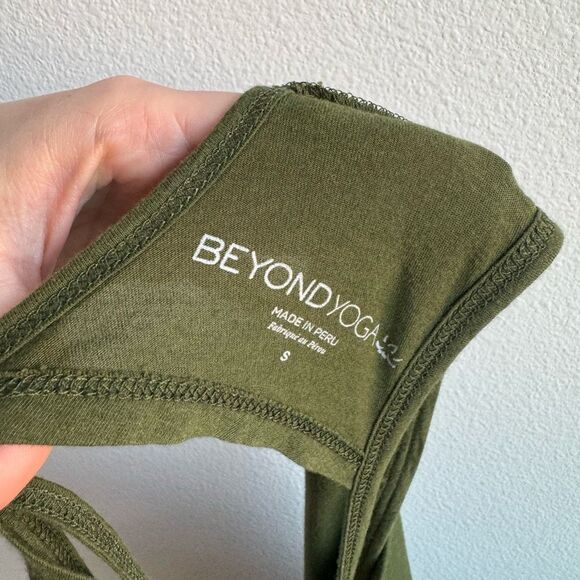 BEYONDYOGA
MADE IN PERU
Fabriqué au Pérou
S